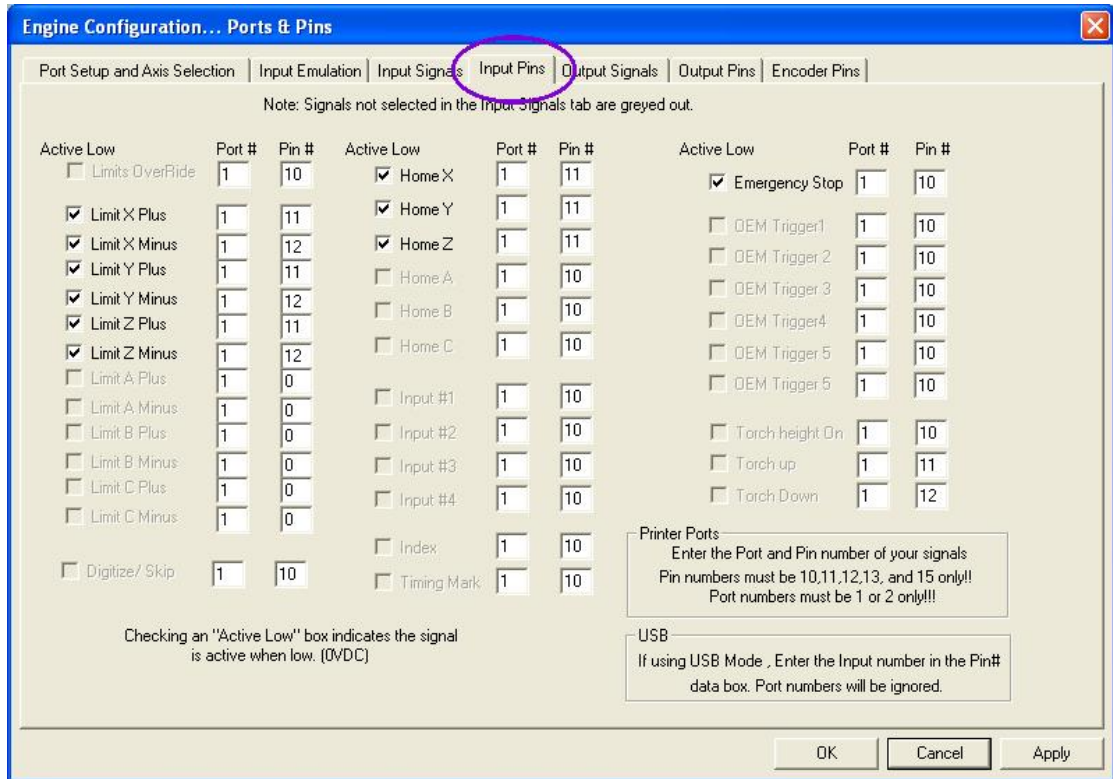 Engine Configuration... Ports & Pins
Port Setup and Axis Selection Input Emulation Input Signals Input Pins Output Signals Output Pins Encoder Pins
Note: Signals not selected in the Input Signals tab are greyed out.
Active Low Port # Pin #
Limits OverRide 1 10
Limit X Plus 1 11
Limit X Minus 1 12
Limit Y Plus 1 11
Limit Y Minus 1 12
Limit Z Plus 1 11
Limit Z Minus 1 12
Limit A Plus 1 0
Limit A Minus 1 0
Limit B Plus 1 0
Limit B Minus 1 0
Limit C Plus 1 0
Limit C Minus 1 0
Digitize/ Skip 1 10
Checking an "Active Low" box indicates the signal
is active when low. (0VDC)
Active Low Port # Pin #
Home X 1 11
Home Y 1 11
Home Z 1 11
Home A 1 10
Home B 1 10
Home C 1 10
Input #1 1 10
Input #2 1 10
Input #3 1 10
Input #4 1 10
Index 1 10
Timing Mark 1 10
Active Low Port # Pin #
Emergency Stop 1 10
OEM Trigger1 1 10
OEM Trigger 2 1 10
OEM Trigger 3 1 10
OEM Trigger4 1 10
OEM Trigger 5 1 10
OEM Trigger 5 1 10
Torch height On 1 10
Torch up 1 11
Torch Down 1 12
Printer Ports
Enter the Port and Pin number of your signals
Pin numbers must be 10,11,12,13, and 15 only!!
Port numbers must be 1 or 2 only!!!
USB
If using USB Mode , Enter the Input number in the Pin#
data box. Port numbers will be ignored.
OK Cancel Apply